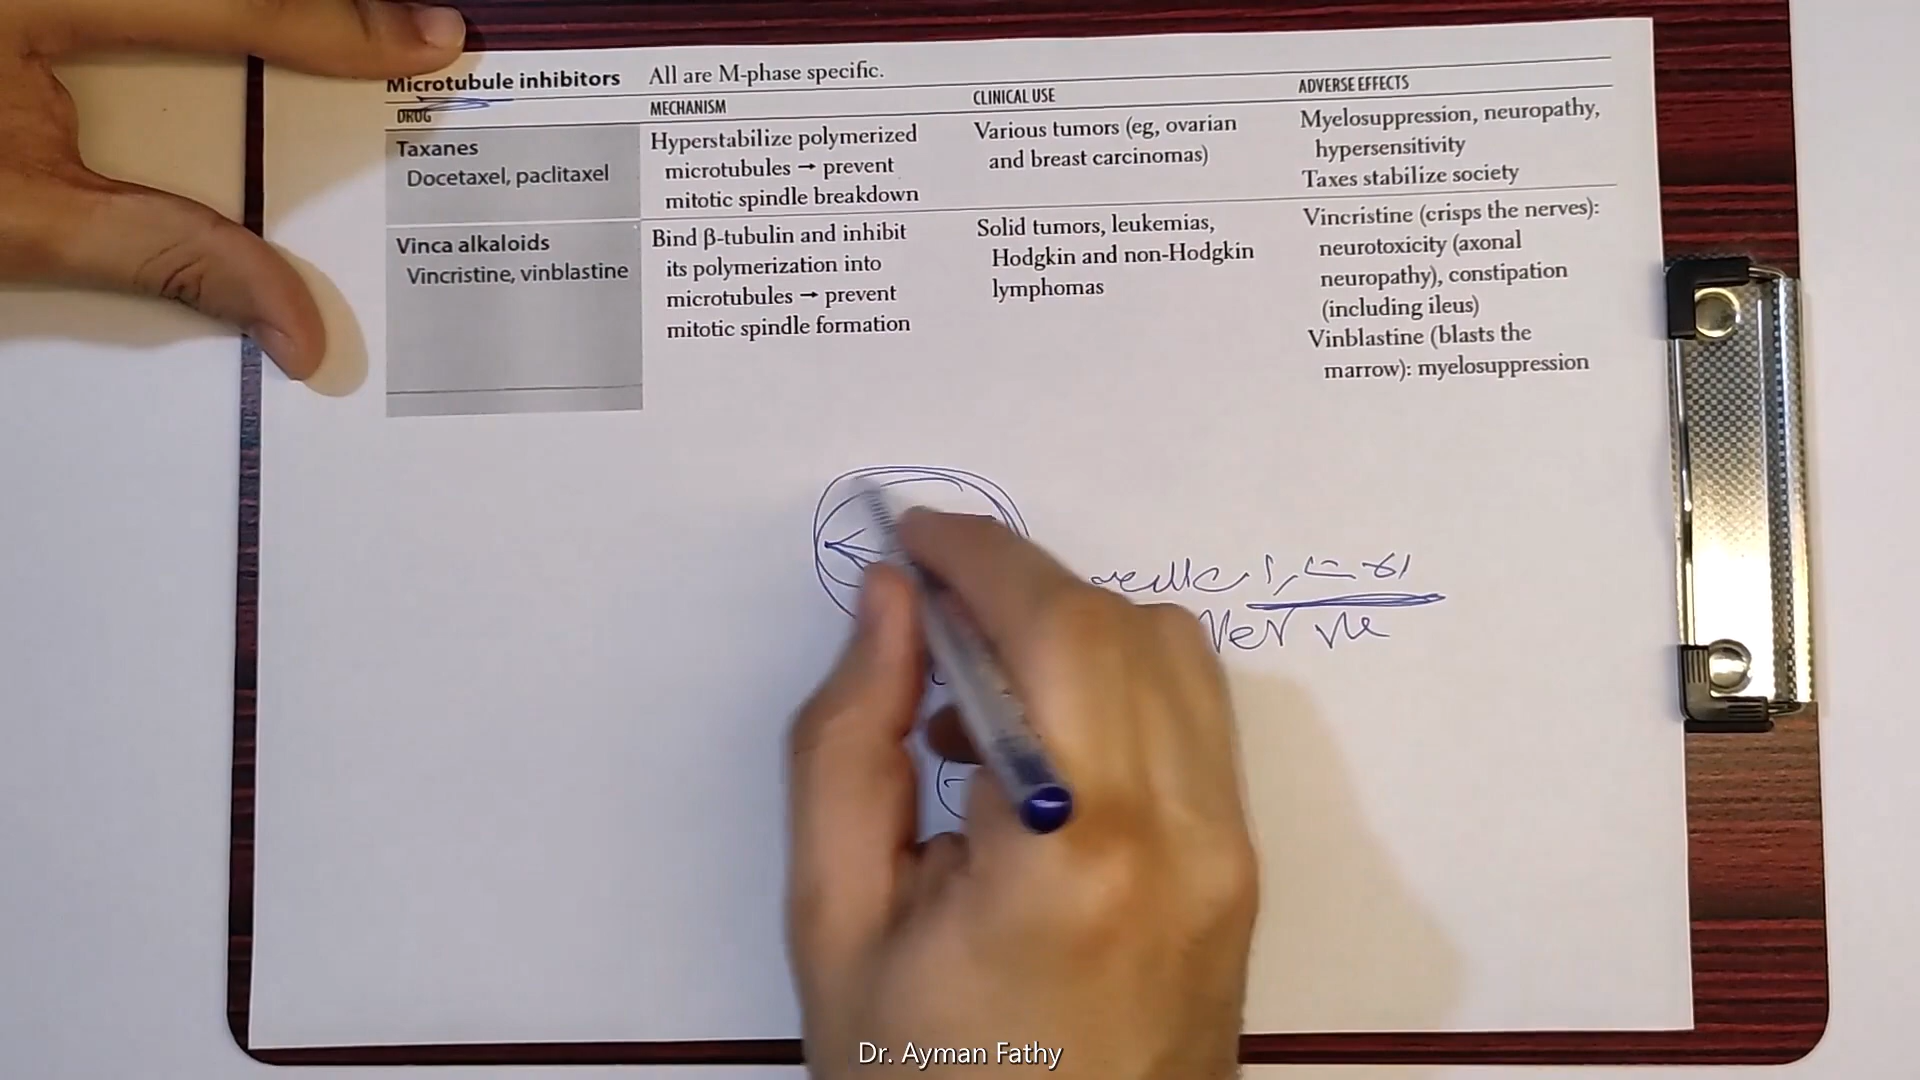 Microtubule inhibitors All are M-phase specific.
DRUG MECHANISM CLINICAL USE ADVERSE EFFECTS
Taxanes
Docetaxel, paclitaxel
Hyperstabilize polymerized
microtubules → prevent
mitotic spindle breakdown
Various tumors (eg, ovarian
and breast carcinomas)
Myelosuppression, neuropathy,
hypersensitivity
Taxes stabilize society
Vinca alkaloids
Vincristine, vinblastine
Bind β-tubulin and inhibit
its polymerization into
microtubules → prevent
mitotic spindle formation
Solid tumors, leukemias,
Hodgkin and non-Hodgkin
lymphomas
Vincristine (crisps the nerves):
neurotoxicity (axonal
neuropathy), constipation
(including ileus)
Vinblastine (blasts the
marrow): myelosuppression
Dr. Ayman Fathy